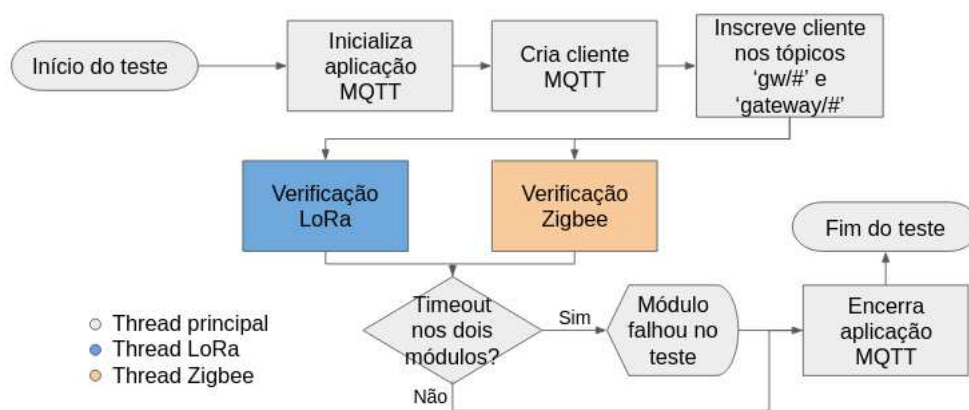 Início do teste
Inicializa
aplicação
MQTT
Cria cliente
MQTT
Inscreve cliente
nos tópicos
‘gw/#’ e
‘gateway/#’
Verificação
LoRa
Verificação
Zigbee
Fim do teste
Timeout
nos dois
módulos?
Sim
Módulo
falhou no
teste
Encerra
aplicação
MQTT
Não
Thread principal
Thread LoRa
Thread Zigbee